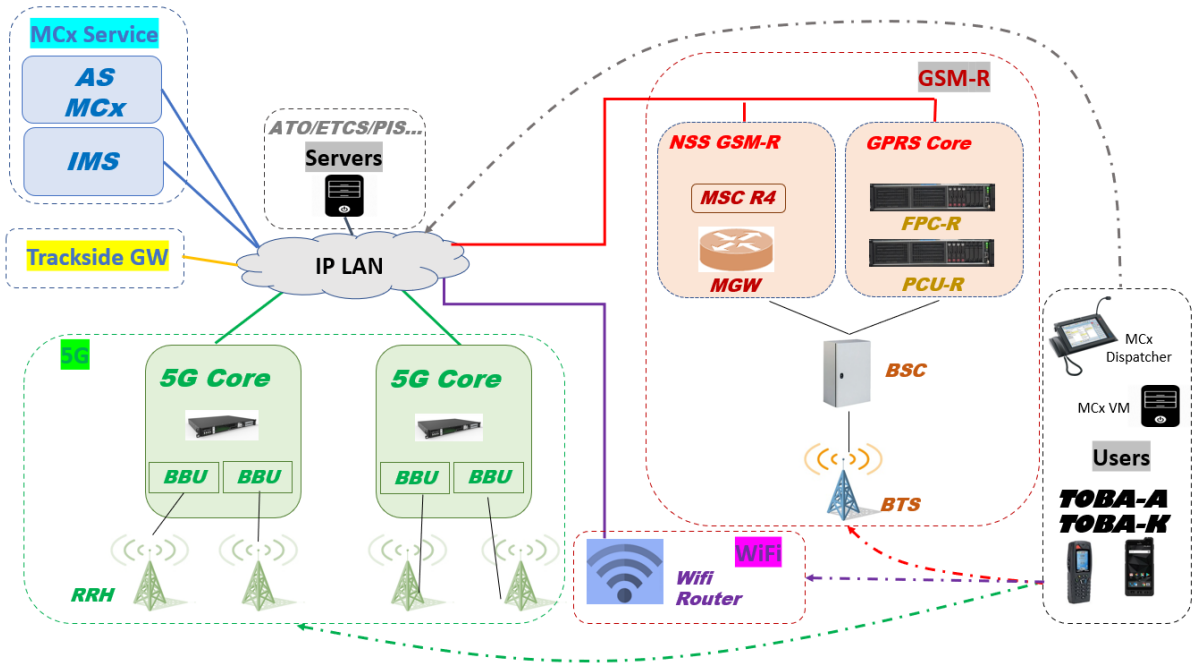 MCx Service
AS
MCx
IMS
Trackside GW
ATO/ETCS/PIS...
Servers
IP LAN
GSM-R
NSS GSM-R
MSC R4
MGW
GPRS Core
FPC-R
PCU-R
BSC
BTS
5G
5G Core
BBU
BBU
5G Core
BBU
BBU
RRH
WiFi
Wifi
Router
MCx
Dispatcher
MCx VM
Users
TOBA-A
TOBA-K